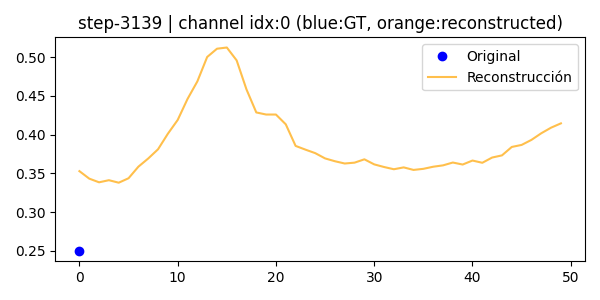 step-3139 | channel idx:0 (blue:GT, orange:reconstructed)
Original
Reconstrucción
0.50
0.45
0.40
0.35
0.30
0.25
0 10 20 30 40 50